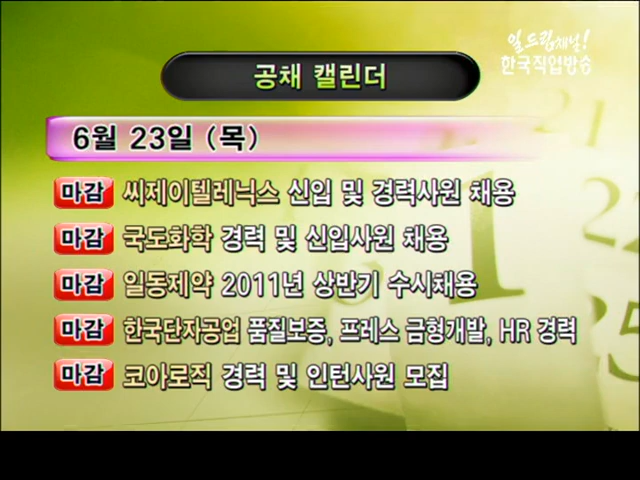 일 드림 채널!
한국직업방송
공채 캘린더
6월 23일 (목)
마감 씨제이텔레닉스 신입 및 경력사원 채용
마감 국도화학 경력 및 신입사원 채용
마감 일동제약 2011년 상반기 수시채용
마감 한국단자공업 품질보증, 프레스 금형개발, HR 경력
마감 코아로직 경력 및 인턴사원 모집
21
1
22
25